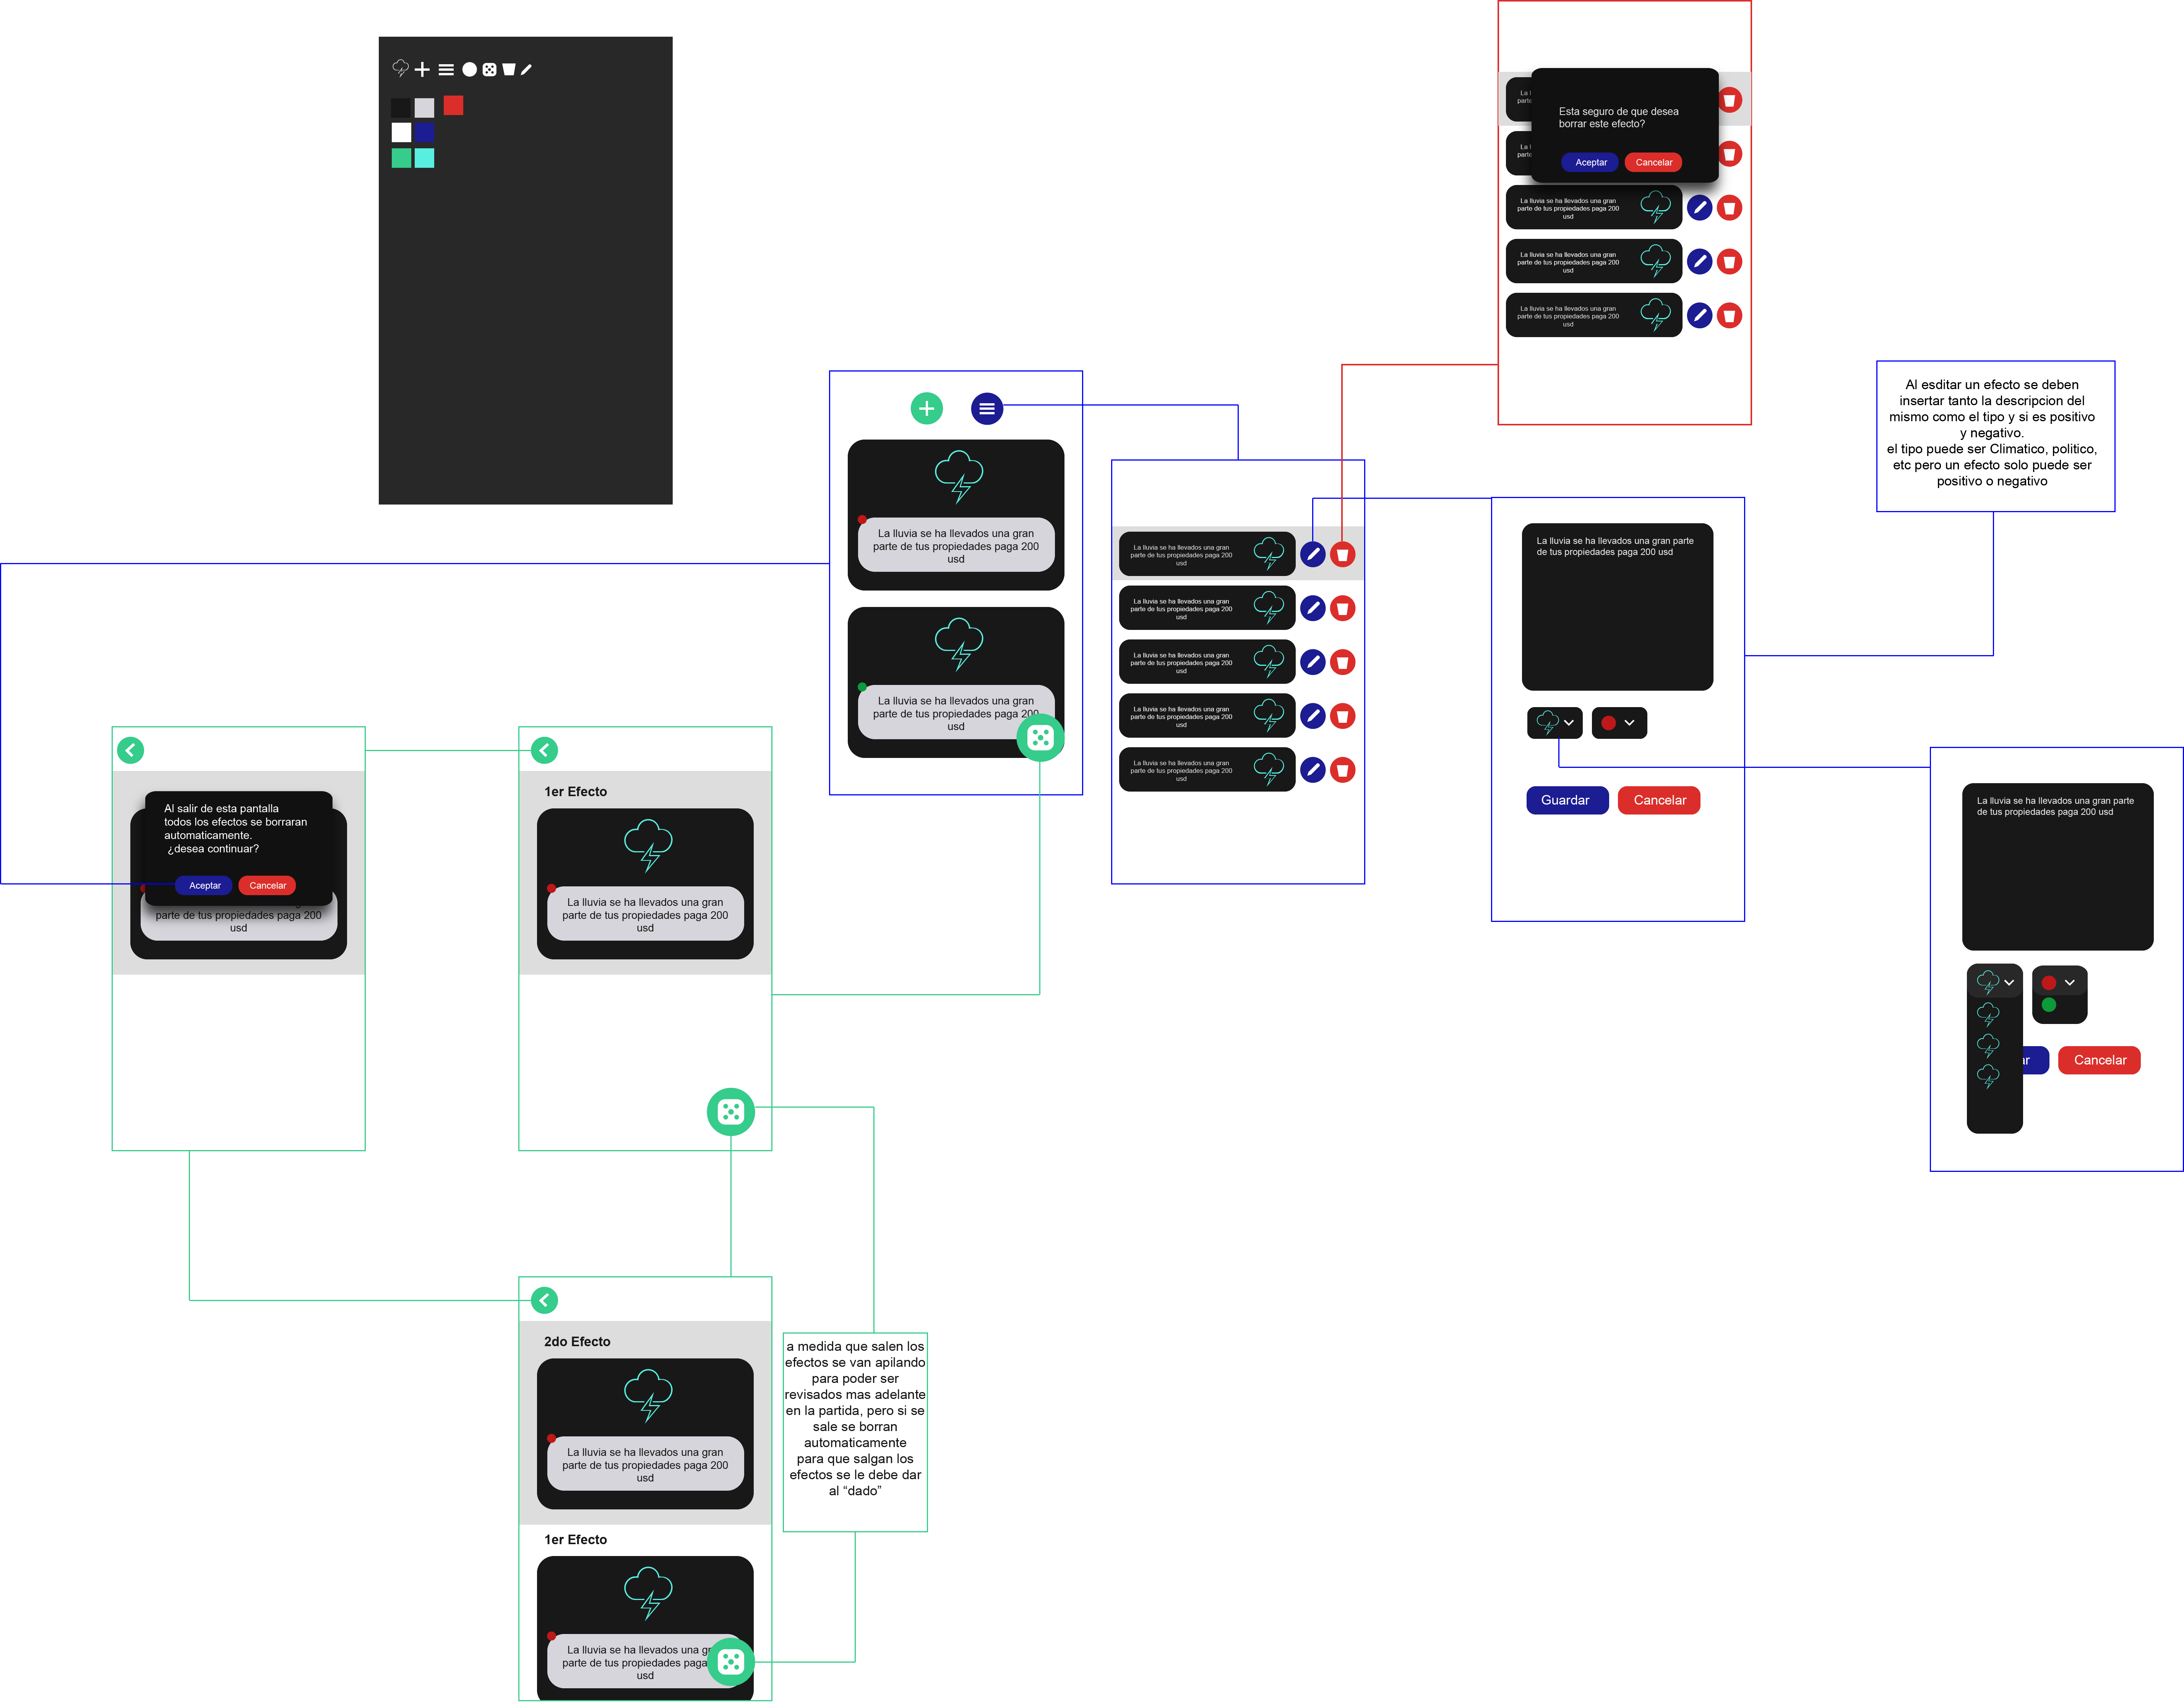 La l
parte
La l
parte
Esta seguro de que desea
borrar este efecto?
Aceptar
Cancelar
La lluvia se ha llevados una gran
parte de tus propiedades paga 200
usd
La lluvia se ha llevados una gran
parte de tus propiedades paga 200
usd
La lluvia se ha llevados una gran
parte de tus propiedades paga 200
usd
Al esditar un efecto se deben
insertar tanto la descripcion del
mismo como el tipo y si es positivo
y negativo.
el tipo puede ser Climatico, politico,
etc pero un efecto solo puede ser
positivo o negativo
La lluvia se ha llevados una gran
parte de tus propiedades paga 200
usd
La lluvia se ha llevados una gran
parte de tus propiedades paga 200
usd
La lluvia se ha llevados una gran
parte de tus propiedades paga 200
usd
La lluvia se ha llevados una gran
parte de tus propiedades paga 200
usd
La lluvia se ha llevados una gran
parte de tus propiedades paga 200
usd
La lluvia se ha llevados una gran
parte de tus propiedades paga 200
usd
La lluvia se ha llevados una gran
parte de tus propiedades paga 200
usd
La lluvia se ha llevados una gran parte
de tus propiedades paga 200 usd
Guardar
Cancelar
La lluvia se ha llevados una gran parte
de tus propiedades paga 200 usd
ar
Cancelar
Al salir de esta pantalla
todos los efectos se borraran
automaticamente.
¿desea continuar?
Aceptar
Cancelar
parte de tus propiedades paga 200
usd
1er Efecto
La lluvia se ha llevados una gran
parte de tus propiedades paga 200
usd
2do Efecto
La lluvia se ha llevados una gran
parte de tus propiedades paga 200
usd
1er Efecto
La lluvia se ha llevados una gr
parte de tus propiedades paga
usd
a medida que salen los
efectos se van apilando
para poder ser
revisados mas adelante
en la partida, pero si se
sale se borran
automaticamente
para que salgan los
efectos se le debe dar
al “dado”